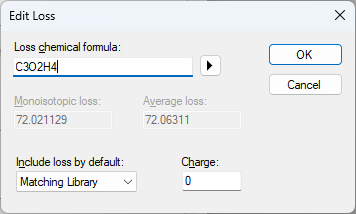 Edit Loss
Loss chemical formula:
C3O2H4
OK
Cancel
Monoisotopic loss:
Average loss:
72.021129
72.06311
Include loss by default:
Charge:
Matching Library
0